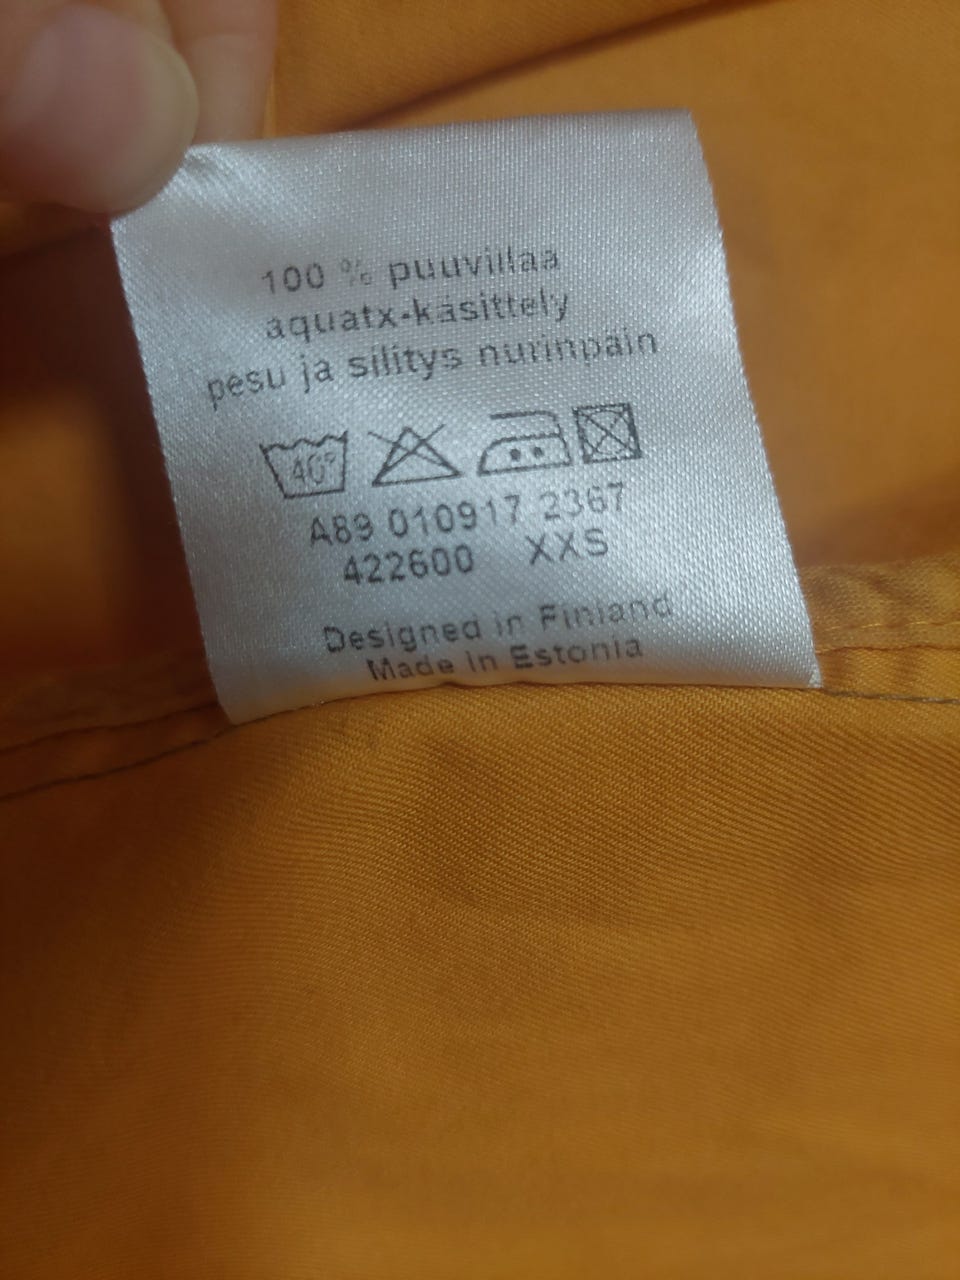 100 % puuvillaa
aquatx-käsittely
pesu ja silitys nurinpäin
40°
A89 010917 2367
422600 XXS
Designed in Finland
Made in Estonia